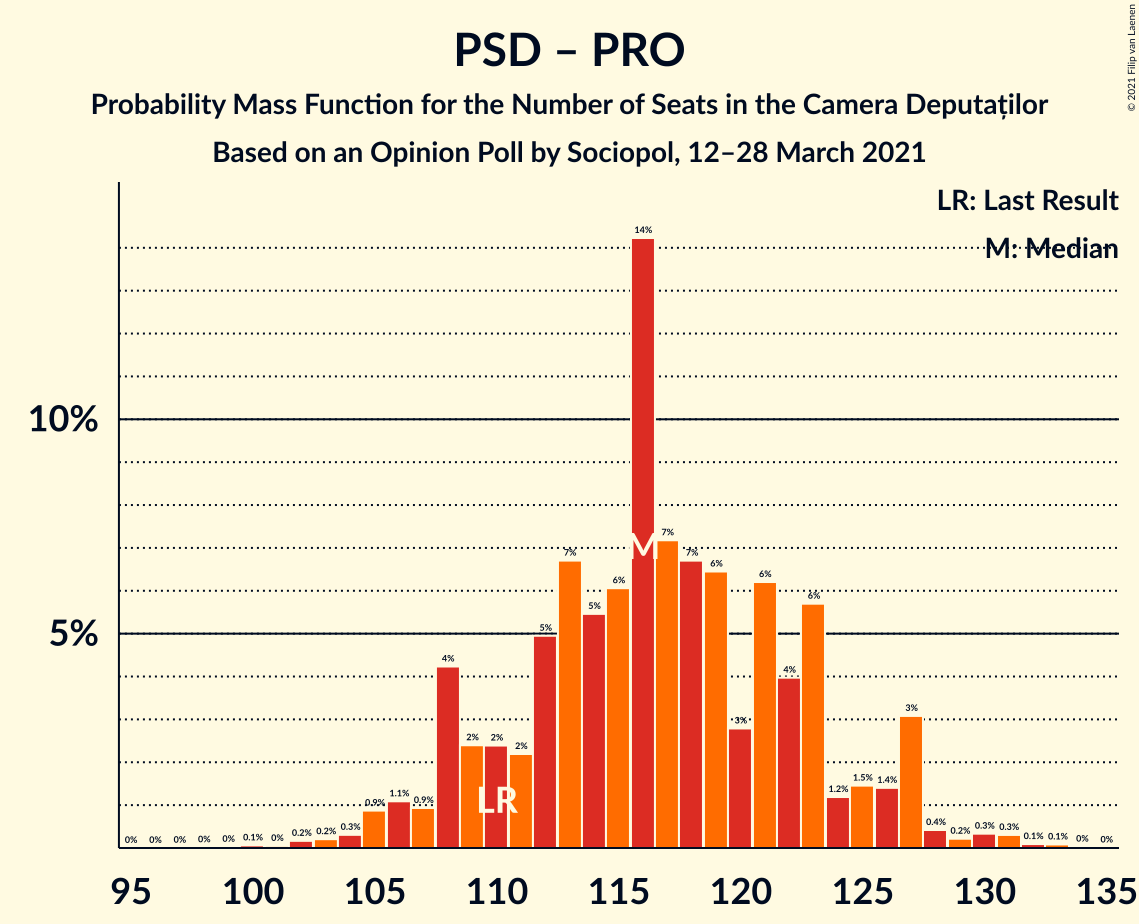 PSD – PRO
Probability Mass Function for the Number of Seats in the Camera Deputaților
Based on an Opinion Poll by Sociopol, 12–28 March 2021
© 2021 Filip van Laenen
LR: Last Result
M: Median
10%
5%
0% 0% 0% 0% 0% 0.1% 0% 0.2% 0.2% 0.3% 0.9% 1.1% 0.9% 4% 2% 2% 2% 5% 7% 5% 6% 14% 7% 7% 6% 3% 6% 4% 6% 1.2% 1.5% 1.4% 3% 0.4% 0.2% 0.3% 0.3% 0.1% 0.1% 0% 0%
M
LR
95 100 105 110 115 120 125 130 135